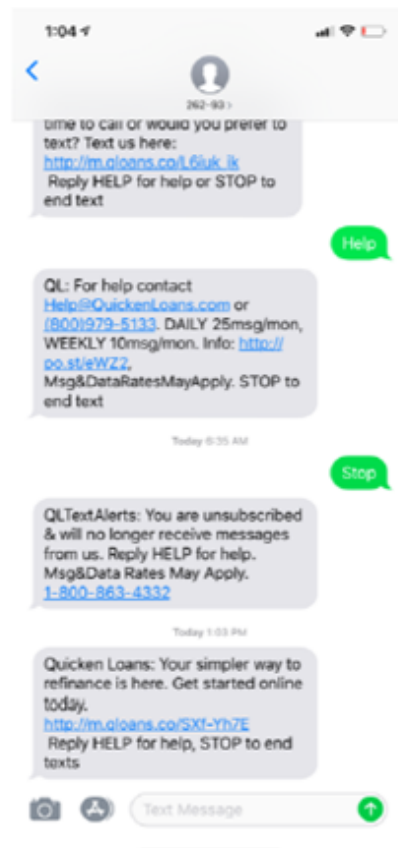 1:04
262-93 >
time to call or would you prefer to
text? Text us here:
http://m.qloans.co/L6iuk_ik
Reply HELP for help or STOP to
end text
Help
QL: For help contact
Help@QuickenLoans.com or
(800)979-5133. DAILY 25msg/mon,
WEEKLY 10msg/mon. Info: http://
po.st/eWZ2,
Msg&DataRatesMayApply. STOP to
end text
Today 6:35 AM
Stop
QLTextAlerts: You are unsubscribed
& will no longer receive messages
from us. Reply HELP for help.
Msg&Data Rates May Apply.
1-800-863-4332
Today 1:03 PM
Quicken Loans: Your simpler way to
refinance is here. Get started online
today.
http://m.qloans.co/SXf-Yh7E
Reply HELP for help, STOP to end
texts
Text Message